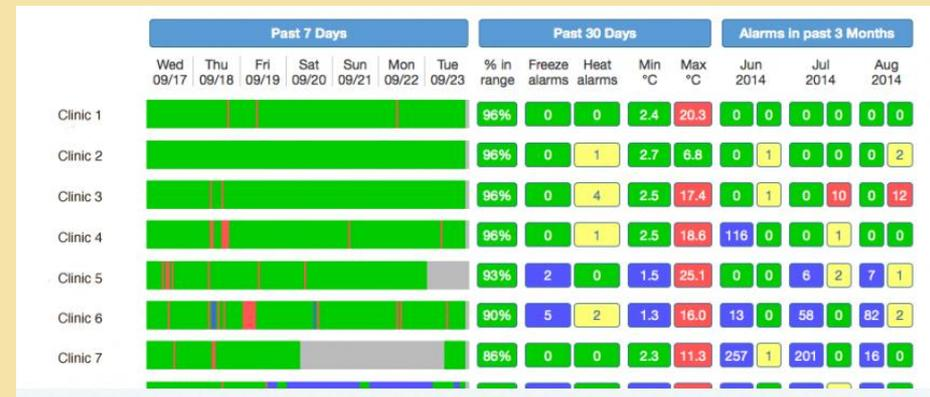 Past 7 Days Past 30 Days Alarms in past 3 Months
Wed Thu Fri Sat Sun Mon Tue % in Freeze Heat Min Max Jun Jul Aug
09/17 09/18 09/19 09/20 09/21 09/22 09/23 range alarms alarms °C °C 2014 2014 2014
Clinic 1 96% 0 0 2.4 20.3 0 0 0 0 0 0
Clinic 2 96% 0 1 2.7 6.8 0 1 0 0 0 2
Clinic 3 96% 0 4 2.5 17.4 0 1 0 10 0 12
Clinic 4 96% 0 1 2.5 18.6 116 0 0 1 0 0
Clinic 5 93% 2 0 1.5 25.1 0 0 6 2 7 1
Clinic 6 90% 5 2 1.3 16.0 13 0 58 0 82 2
Clinic 7 86% 0 0 2.3 11.3 257 1 201 0 16 0